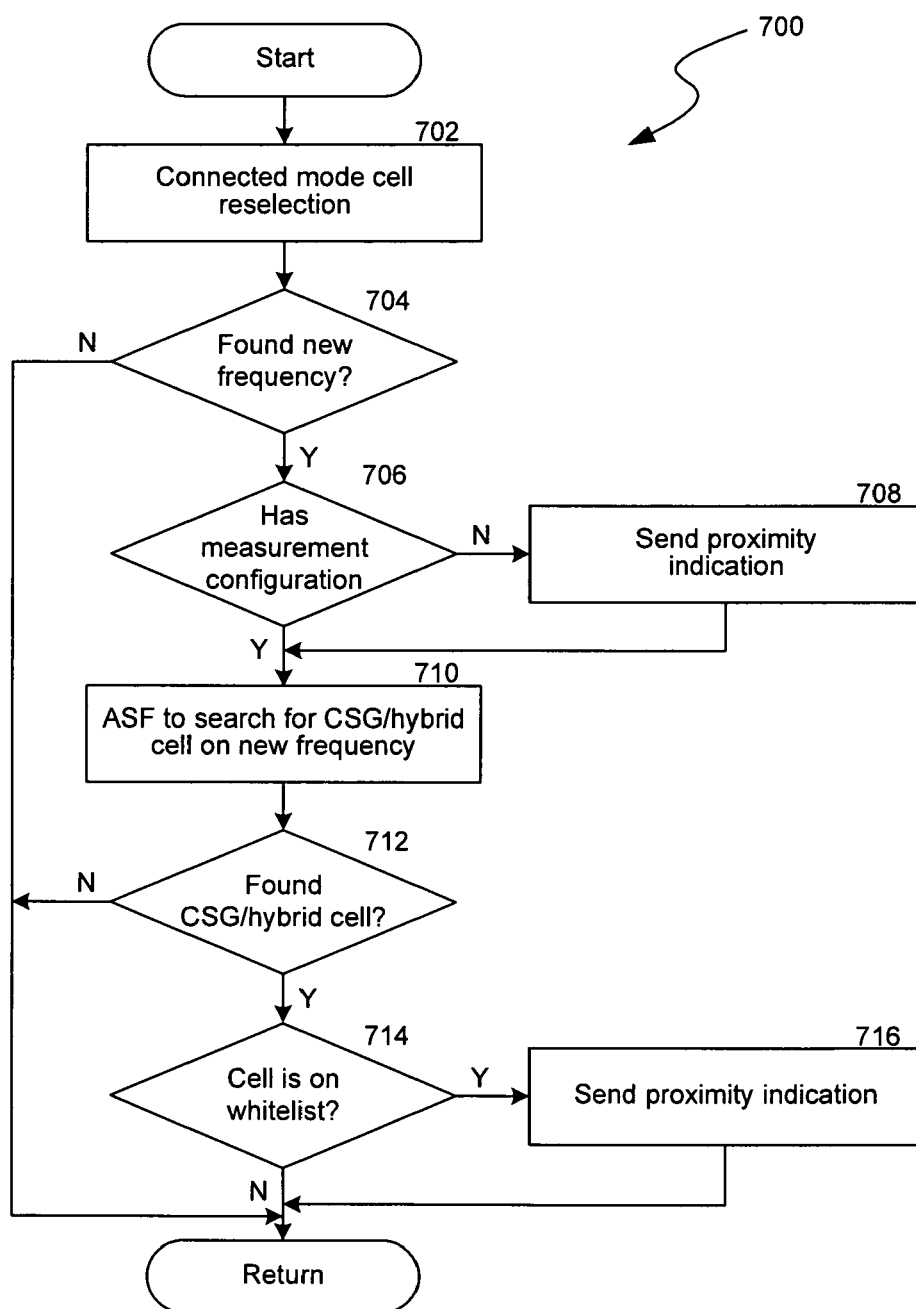 700
Start
702
Connected mode cell
reselection
704
N
Found new
frequency?
Y
706
708
Has
measurement
configuration
N
Send proximity
indication
Y
710
ASF to search for CSG/hybrid
cell on new frequency
712
N
Found
CSG/hybrid cell?
Y
714
716
Cell is on
whitelist?
Y
Send proximity indication
N
Return